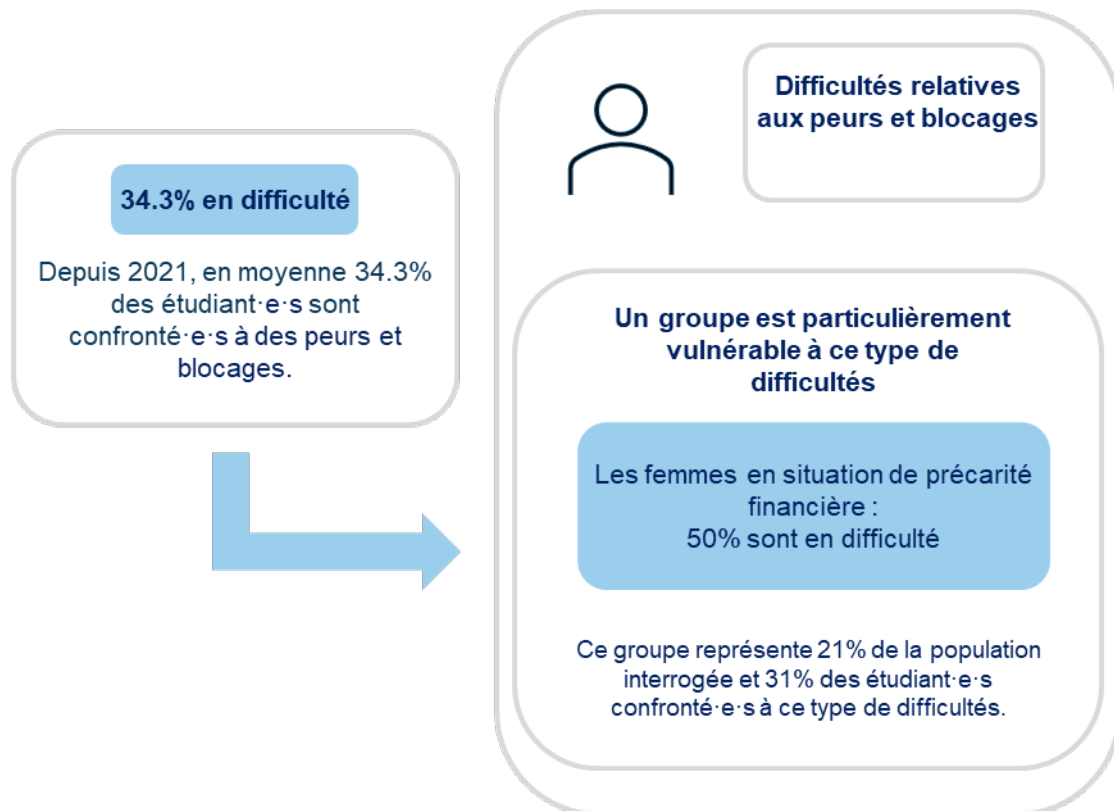 34.3% en difficulté
Depuis 2021, en moyenne 34.3%
des étudiant·e·s sont
confronté·e·s à des peurs et
blocages.
Difficultés relatives
aux peurs et blocages
Un groupe est particulièrement
vulnérable à ce type de
difficultés
Les femmes en situation de précarité
financière :
50% sont en difficulté
Ce groupe représente 21% de la population
interrogée et 31% des étudiant·e·s
confronté·e·s à ce type de difficultés.